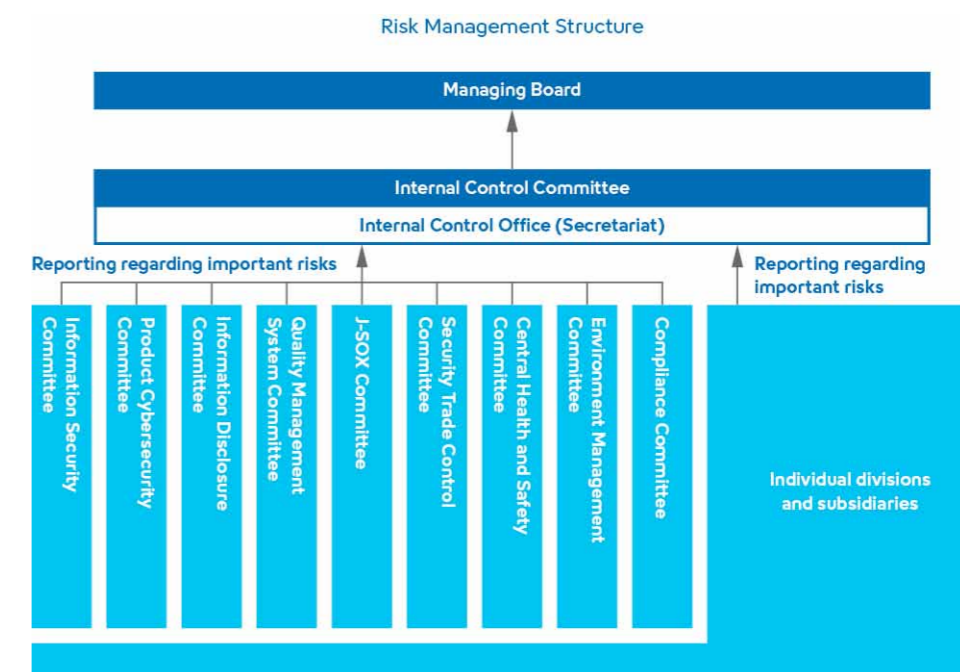 Risk Management Structure
Managing Board
Internal Control Committee
Internal Control Office (Secretariat)
Reporting regarding important risks
Reporting regarding
important risks
Information Security
Committee
Product Cybersecurity
Committee
Information Disclosure
Committee
Quality Management
System Committee
J-SOX Committee
Security Trade Control
Committee
Central Health and Safety
Committee
Environment Management
Committee
Compliance Committee
Individual divisions
and subsidiaries